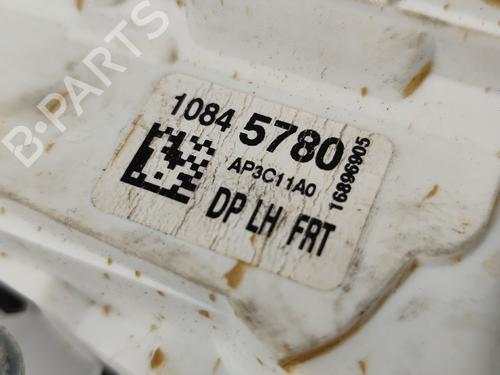 B-PARTS
1084 5780
AP3C11A0
16896905
DP LH FRT